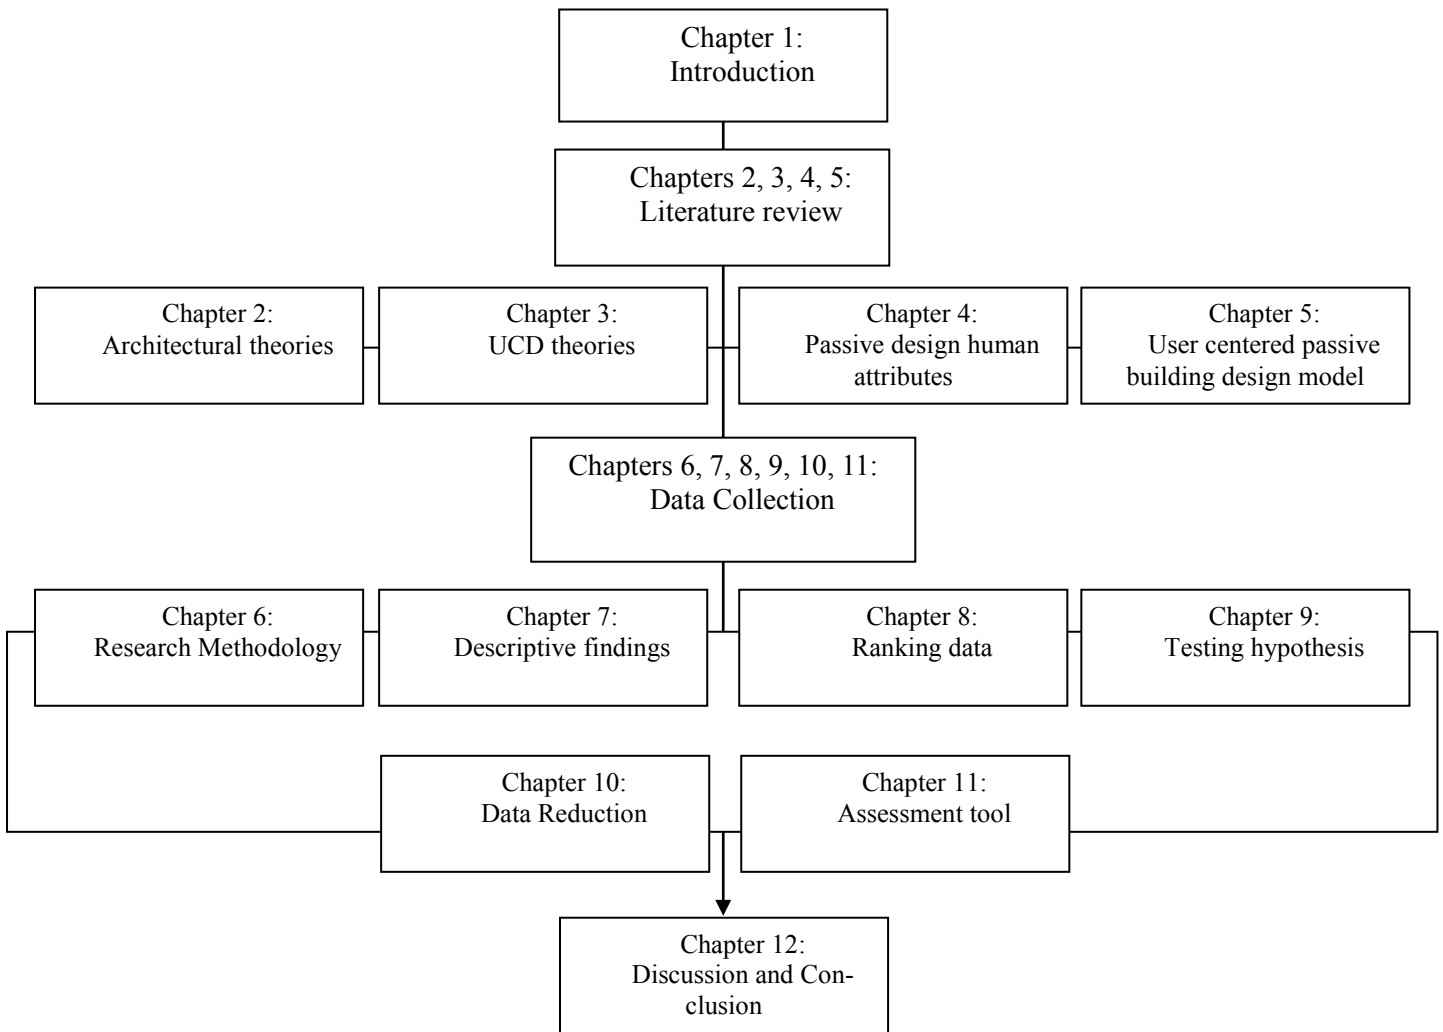 Chapter 1:
Introduction
Chapters 2, 3, 4, 5:
Literature review
Chapter 2:
Architectural theories
Chapter 3:
UCD theories
Chapter 4:
Passive design human
attributes
Chapter 5:
User centered passive
building design model
Chapters 6, 7, 8, 9, 10, 11:
Data Collection
Chapter 6:
Research Methodology
Chapter 7:
Descriptive findings
Chapter 8:
Ranking data
Chapter 9:
Testing hypothesis
Chapter 10:
Data Reduction
Chapter 11:
Assessment tool
Chapter 12:
Discussion and Con-
clusion